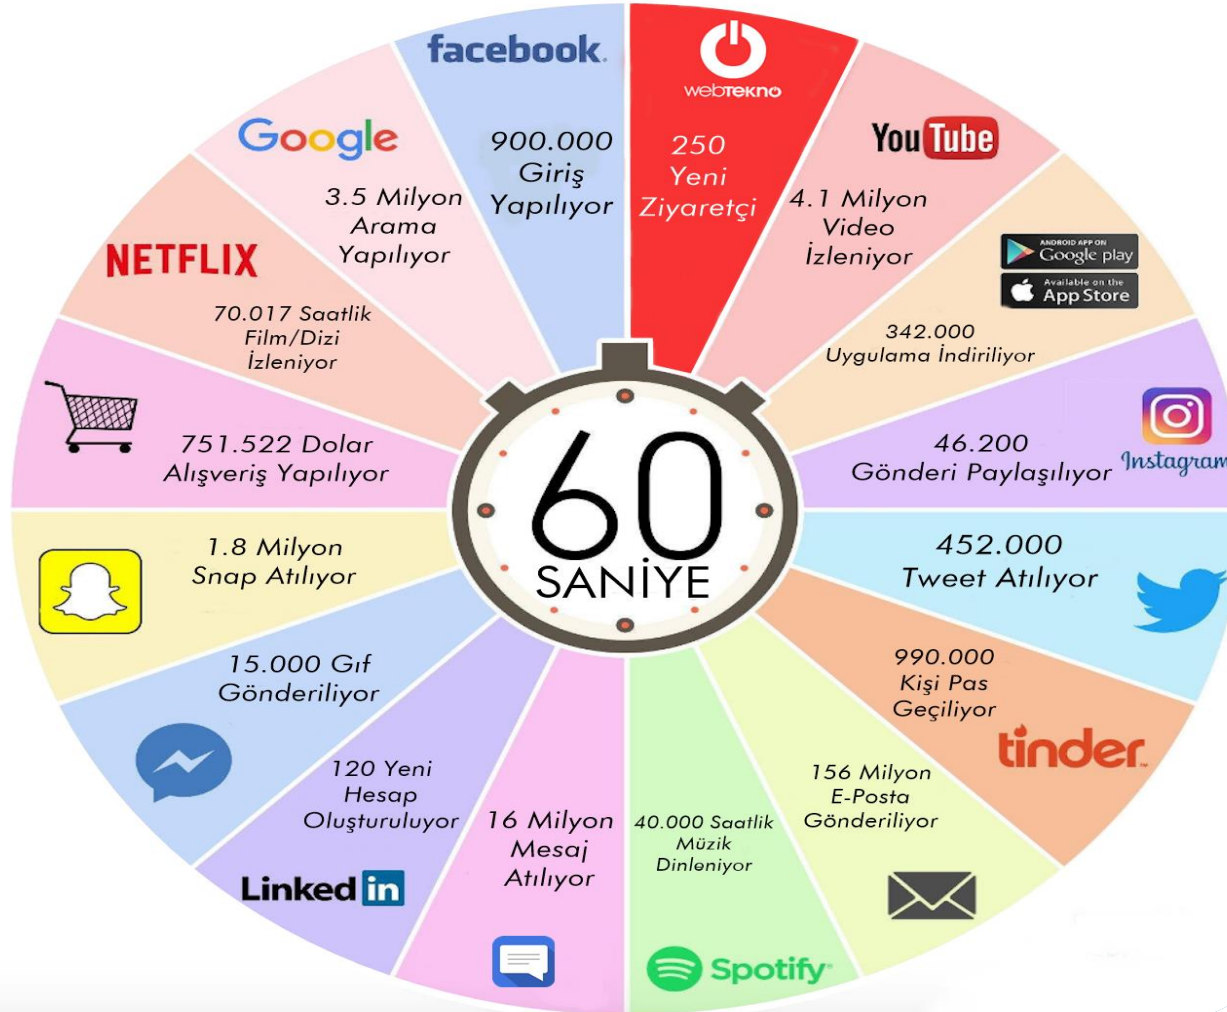 facebook.
900.000
Giriş
Yapılıyor
webTEKNO
250
Yeni
Ziyaretçi
YouTube
4.1 Milyon
Video
İzleniyor
ANDROID APP ON
Google play
Available on the
App Store
342.000
Uygulama İndiriliyor
Instagram
46.200
Gönderi Paylaşılıyor
452.000
Tweet Atılıyor
990.000
Kişi Pas
Geçiliyor
tinder
156 Milyon
E-Posta
Gönderiliyor
40.000 Saatlik
Müzik
Dinleniyor
Spotify
16 Milyon
Mesaj
Atılıyor
120 Yeni
Hesap
Oluşturuluyor
Linked in
15.000 Gıf
Gönderiliyor
1.8 Milyon
Snap Atılıyor
751.522 Dolar
Alışveriş Yapılıyor
NETFLIX
70.017 Saatlik
Film/Dizi
İzleniyor
Google
3.5 Milyon
Arama
Yapılıyor
60
SANİYE